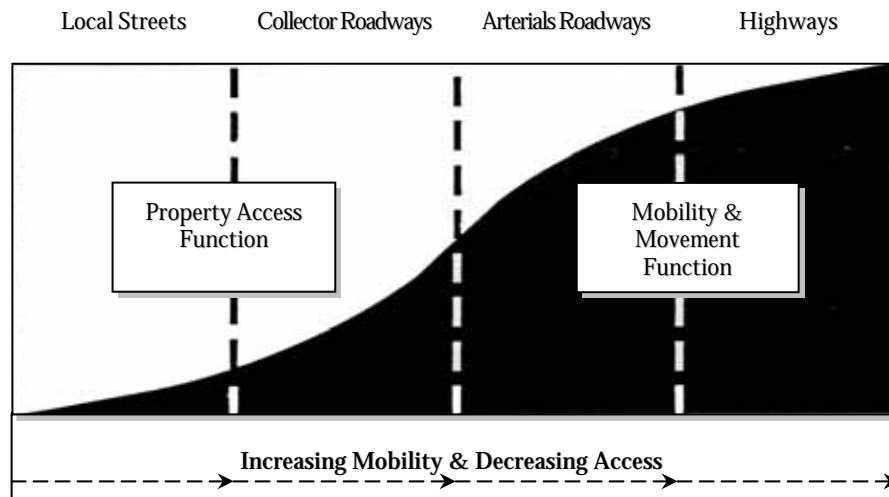 Local Streets Collector Roadways Arterials Roadways Highways
Property Access
Function
Mobility &
Movement
Function
Increasing Mobility & Decreasing Access